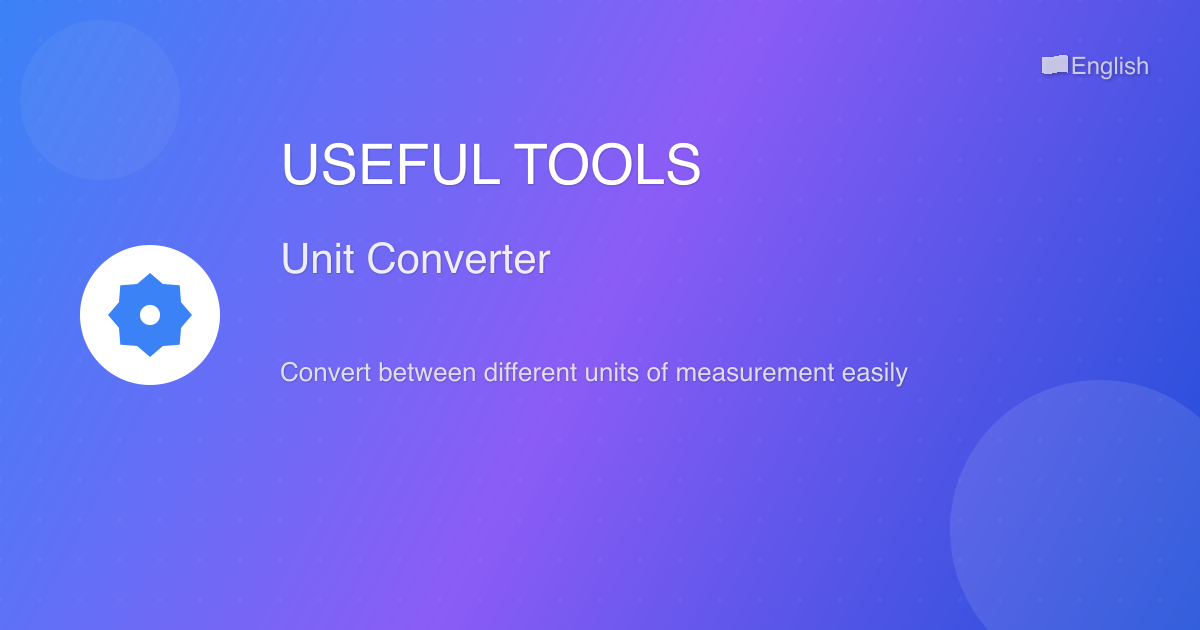 English
USEFUL TOOLS
Unit Converter
Convert between different units of measurement easily